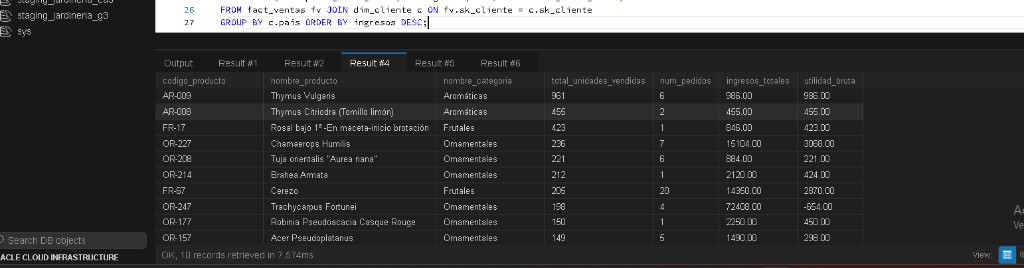 staging_jardineria_g3
sys
26 FROM fact_ventas fv JOIN dim_cliente c ON fv.sk_cliente = c.sk_cliente
27 GROUP BY c.pais ORDER BY ingresos DESC;
Output Result #1 Result #2 Result #4 Result #5 Result #6
codigo_producto nombre_producto nombre_categoria total_unidades_vendidas num_pedidos ingresos_totales utilidad_bruta
AR-009 Thymus Vulgaris Aromáticas 961 6 986.00 986.00
AR-008 Thymus Citriodra (Tomillo limón) Aromáticas 455 2 455.00 455.00
FR-17 Rosal bajo 1ª -En maceta-inicio brotación Frutales 423 1 846.00 423.00
OR-227 Chamaerops Humilis Ornamentales 236 7 15104.00 3068.00
OR-208 Tuja orientalis "Aurea nana" Ornamentales 221 6 884.00 221.00
OR-214 Brahea Armata Ornamentales 212 1 2120.00 424.00
FR-67 Cerezo Frutales 205 20 14350.00 2870.00
OR-247 Trachycarpus Fortunei Ornamentales 198 4 72408.00 -654.00
OR-177 Robinia Pseudoacacia Casque Rouge Ornamentales 150 1 2250.00 450.00
OR-157 Acer Pseudoplatanus Ornamentales 149 5 1490.00 298.00
Search DB objects
ACLE CLOUD INFRASTRUCTURE
OK, 10 records retrieved in 7.574ms
View: